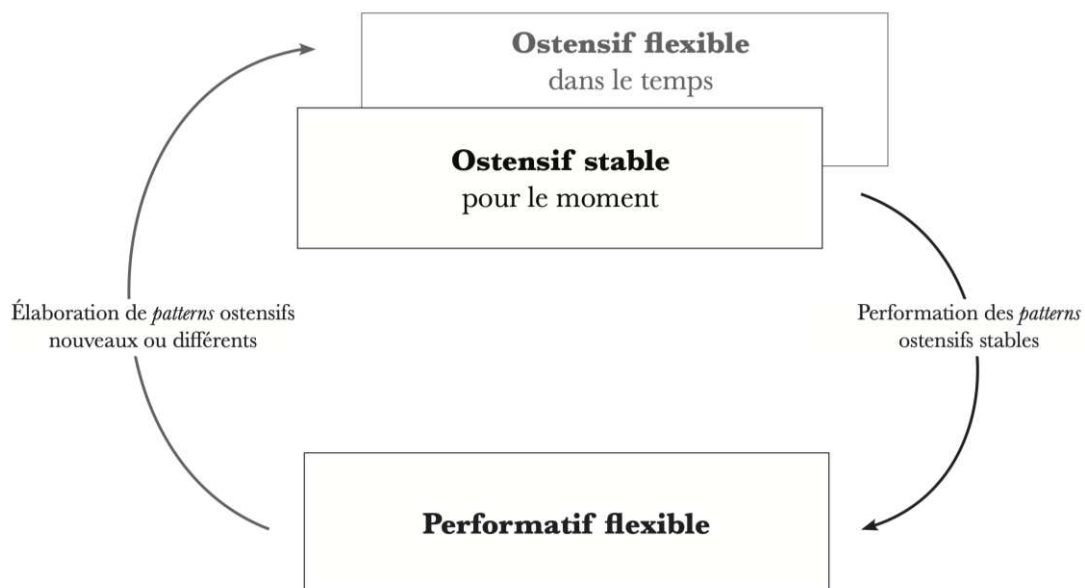 Ostensif flexible
dans le temps
Ostensif stable
pour le moment
Élaboration de patterns ostensifs
nouveaux ou différents
Performation des patterns
ostensifs stables
Performatif flexible